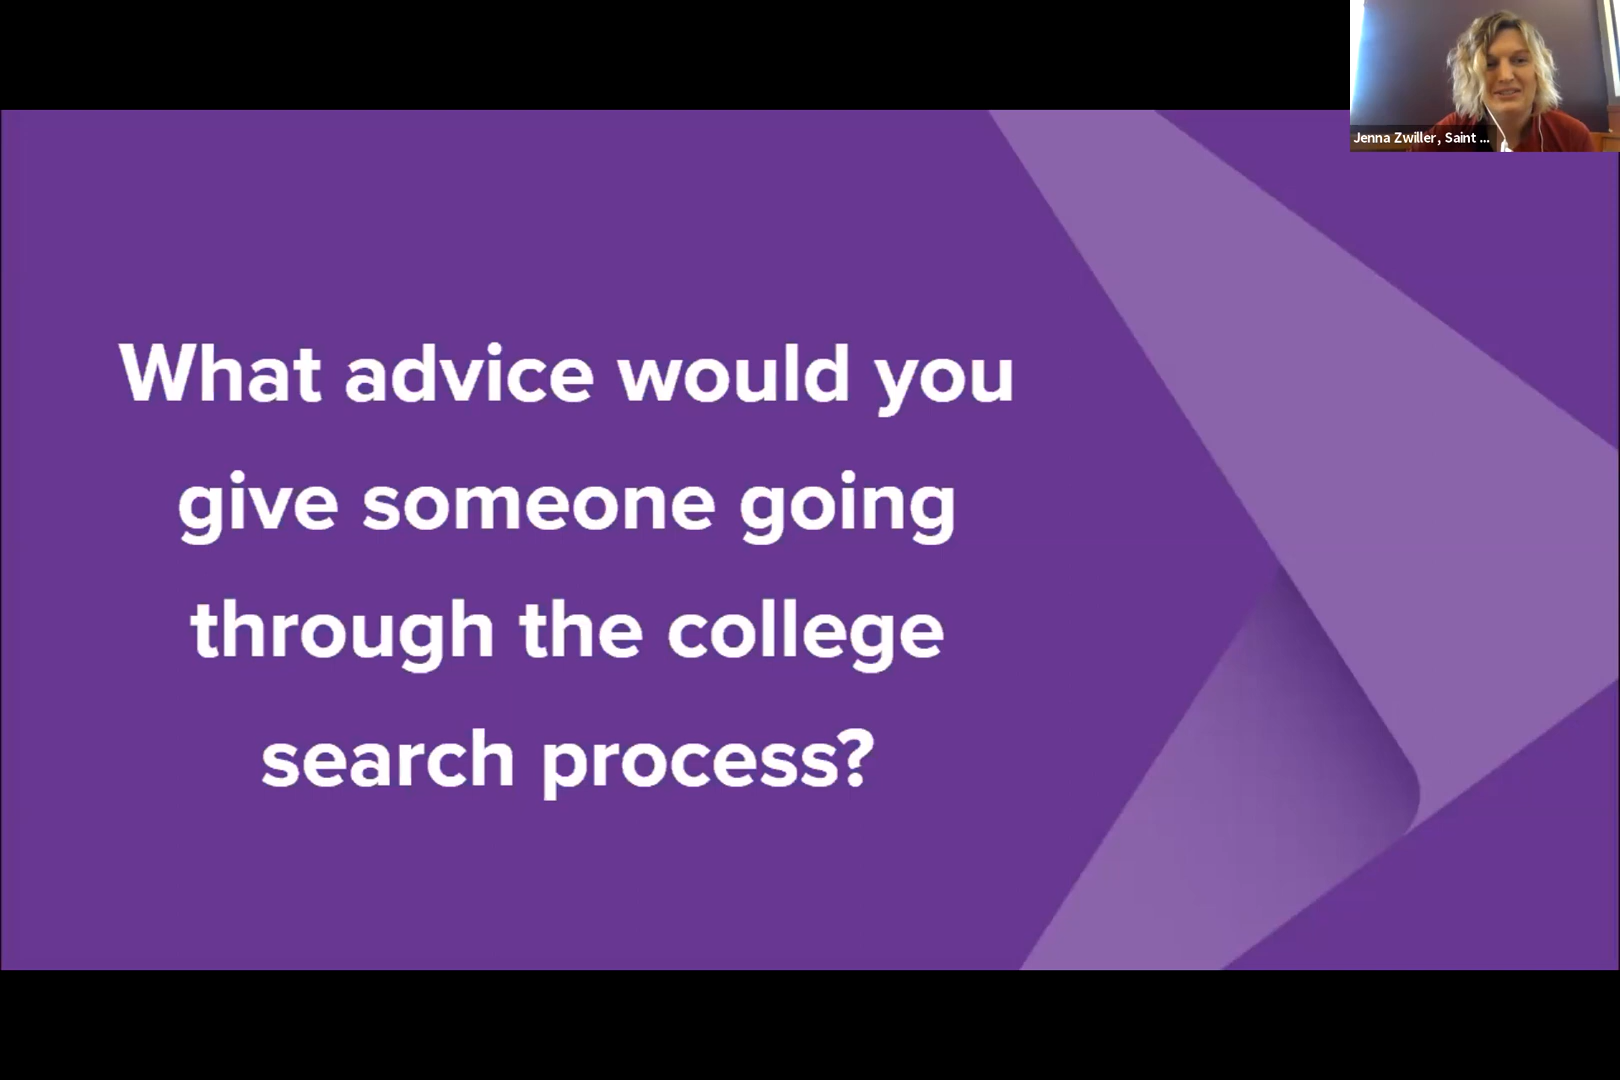 Jenna Zwiller, Saint ...
What advice would you
give someone going
through the college
search process?